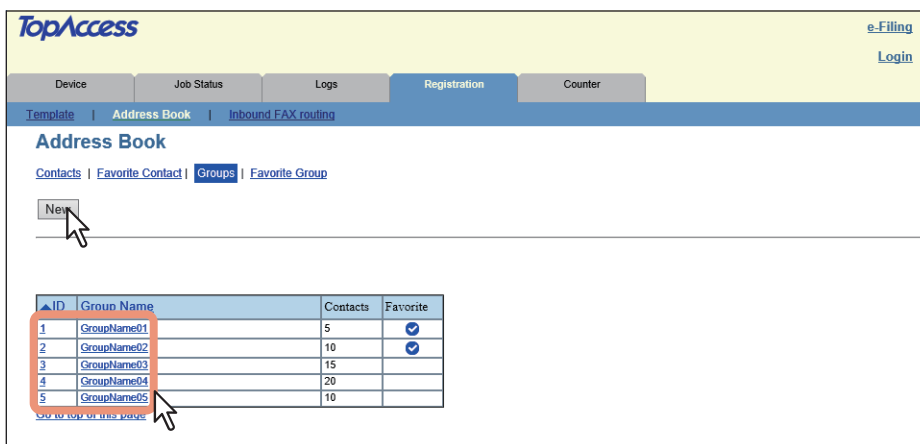 TopAccess
e-Filing
Login
Device Job Status Logs Registration Counter
Template | Address Book | Inbound FAX routing
Address Book
Contacts | Favorite Contact | Groups | Favorite Group
New
ID Group Name Contacts Favorite
1 GroupName01 5
2 GroupName02 10
3 GroupName03 15
4 GroupName04 20
5 GroupName05 10
Go to top of this page